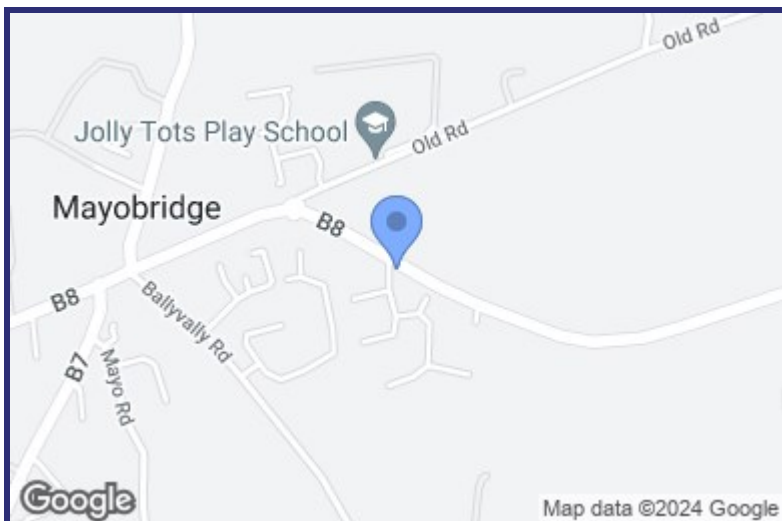 Old Rd
Jolly Tots Play School
Old Rd
Mayobridge
B8
B8
Ballyvally Rd
B7
Mayo Rd
Google
Map data ©2024 Google